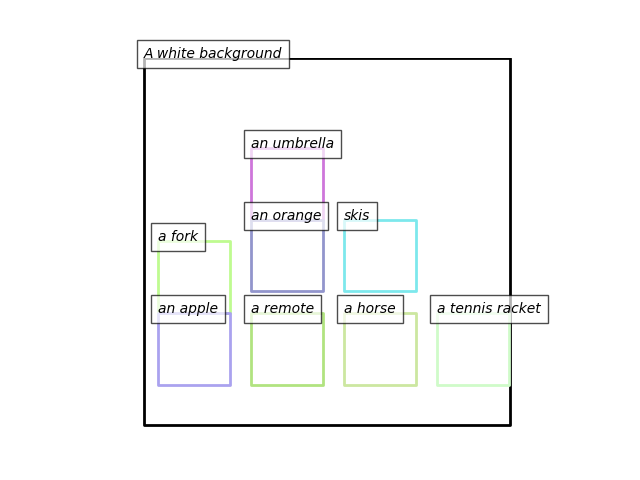 A white background
an umbrella
an orange
skis
a fork
an apple
a remote
a horse
a tennis racket